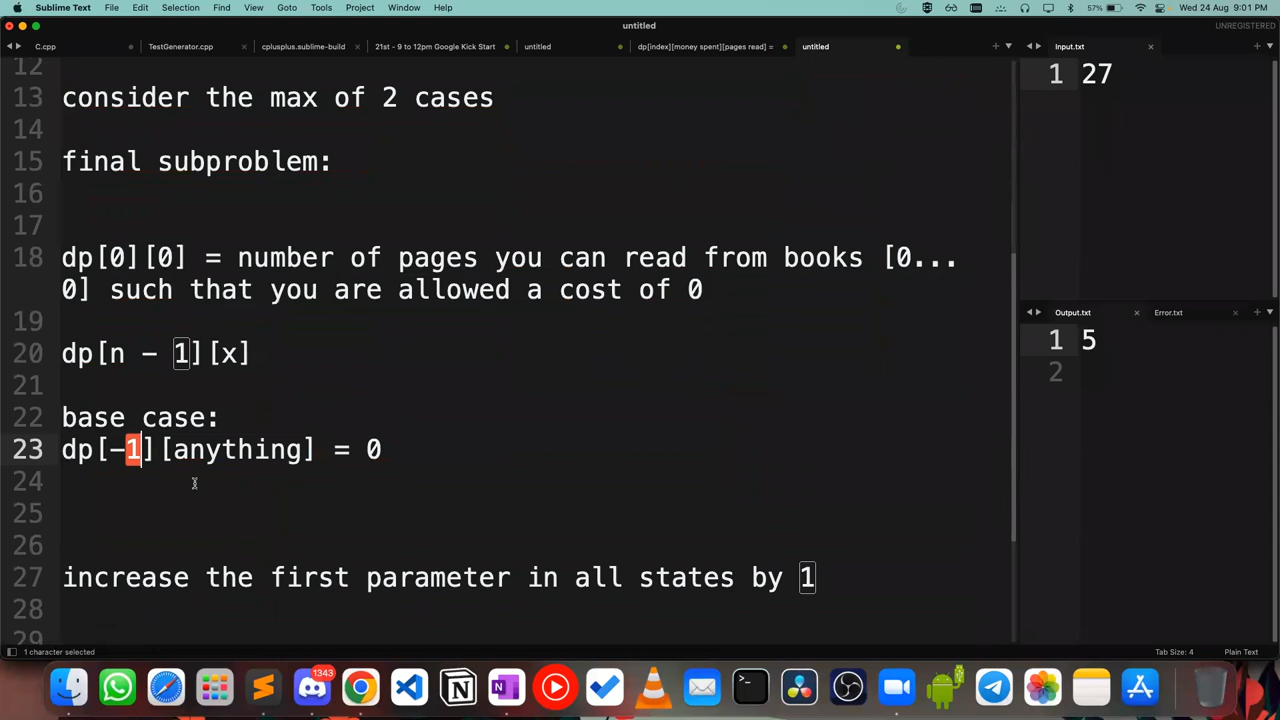 Sublime Text File Edit Selection Find View Goto Tools Project Window Help 57% Wed 24 Aug 9:01 PM
untitled UNREGISTERED
C.cpp TestGenerator.cpp cplusplus.sublime-build 21st - 9 to 12pm Google Kick Start untitled dp[index][money spent][pages read] = untitled Input.txt
12
13 consider the max of 2 cases
14
15 final subproblem:
16
17
18 dp[0][0] = number of pages you can read from books [0...
0] such that you are allowed a cost of 0
19
20 dp[n - 1][x]
21
22 base case:
23 dp[-1][anything] = 0
24
25
26
27 increase the first parameter in all states by 1
28
29
1 27
Output.txt Error.txt
1 5
2
1 character selected Tab Size: 4 Plain Text
1343